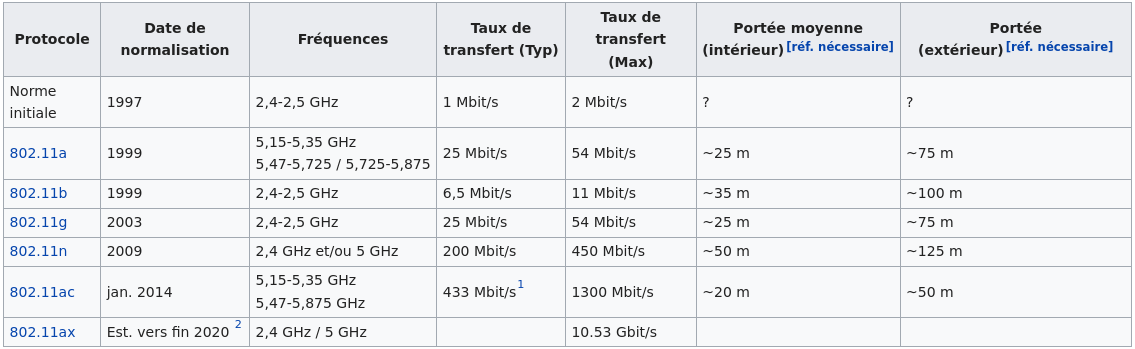 Protocole	Date de normalisation	Fréquences	Taux de transfert (Typ)	Taux de transfert (Max)	Portée moyenne (intérieur) [réf. nécessaire]	Portée (extérieur) [réf. nécessaire]
Norme initiale	1997	2,4-2,5 GHz	1 Mbit/s	2 Mbit/s	?	?
802.11a	1999	5,15-5,35 GHz 5,47-5,725 / 5,725-5,875	25 Mbit/s	54 Mbit/s	~25 m	~75 m
802.11b	1999	2,4-2,5 GHz	6,5 Mbit/s	11 Mbit/s	~35 m	~100 m
802.11g	2003	2,4-2,5 GHz	25 Mbit/s	54 Mbit/s	~25 m	~75 m
802.11n	2009	2,4 GHz et/ou 5 GHz	200 Mbit/s	450 Mbit/s	~50 m	~125 m
802.11ac	jan. 2014	5,15-5,35 GHz 5,47-5,875 GHz	433 Mbit/s 1	1300 Mbit/s	~20 m	~50 m
802.11ax	Est. vers fin 2020 2	2,4 GHz / 5 GHz		10.53 Gbit/s